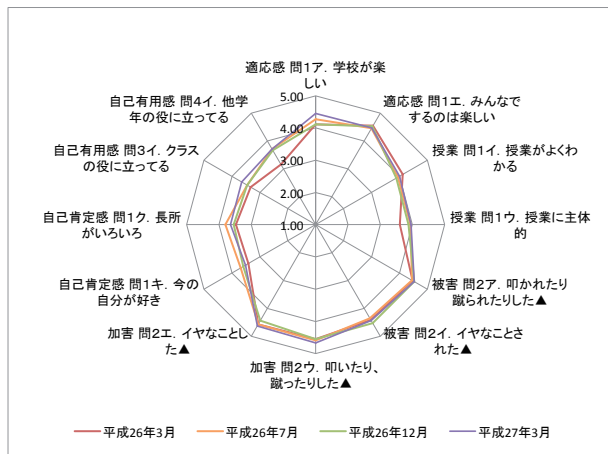 適応感 問1ア．学校が楽
しい
適応感 問1エ．みんなで
するのは楽しい
授業 問1イ．授業がよくわ
かる
授業 問1ウ．授業に主体
的
被害 問2ア．叩かれたり
蹴られたりした▲
被害 問2イ．イヤなことさ
れた▲
加害 問2ウ．叩いたり、
蹴ったりした▲
加害 問2エ．イヤなことし
た▲
自己肯定感 問1キ．今の
自分が好き
自己肯定感 問1ク．長所
がいろいろ
自己有用感 問3イ．クラス
の役に立ってる
自己有用感 問4イ．他学
年の役に立ってる
5.00
4.00
3.00
2.00
1.00
平成26年3月 平成26年7月 平成26年12月 平成27年3月